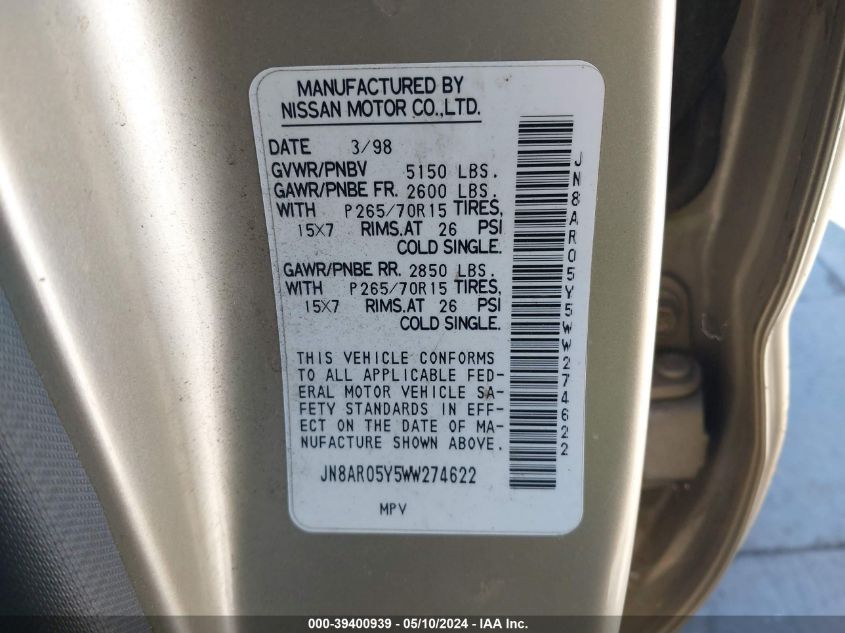 MANUFACTURED BY
NISSAN MOTOR CO.,LTD.
DATE 3/98
GVWR/PNBV 5150 LBS.
GAWR/PNBE FR. 2600 LBS.
WITH P265/70R15 TIRES,
15X7 RIMS.AT 26 PSI
COLD SINGLE.
GAWR/PNBE RR. 2850 LBS.
WITH P265/70R15 TIRES,
15X7 RIMS.AT 26 PSI
COLD SINGLE.
THIS VEHICLE CONFORMS
TO ALL APPLICABLE FED-
ERAL MOTOR VEHICLE SA-
FETY STANDARDS IN EFF-
ECT ON THE DATE OF MA-
NUFACTURE SHOWN ABOVE.
JN8AR05Y5WW274622
MPV
JN8AR05Y5WW274622
000-39400939 - 05/10/2024 - IAA Inc.